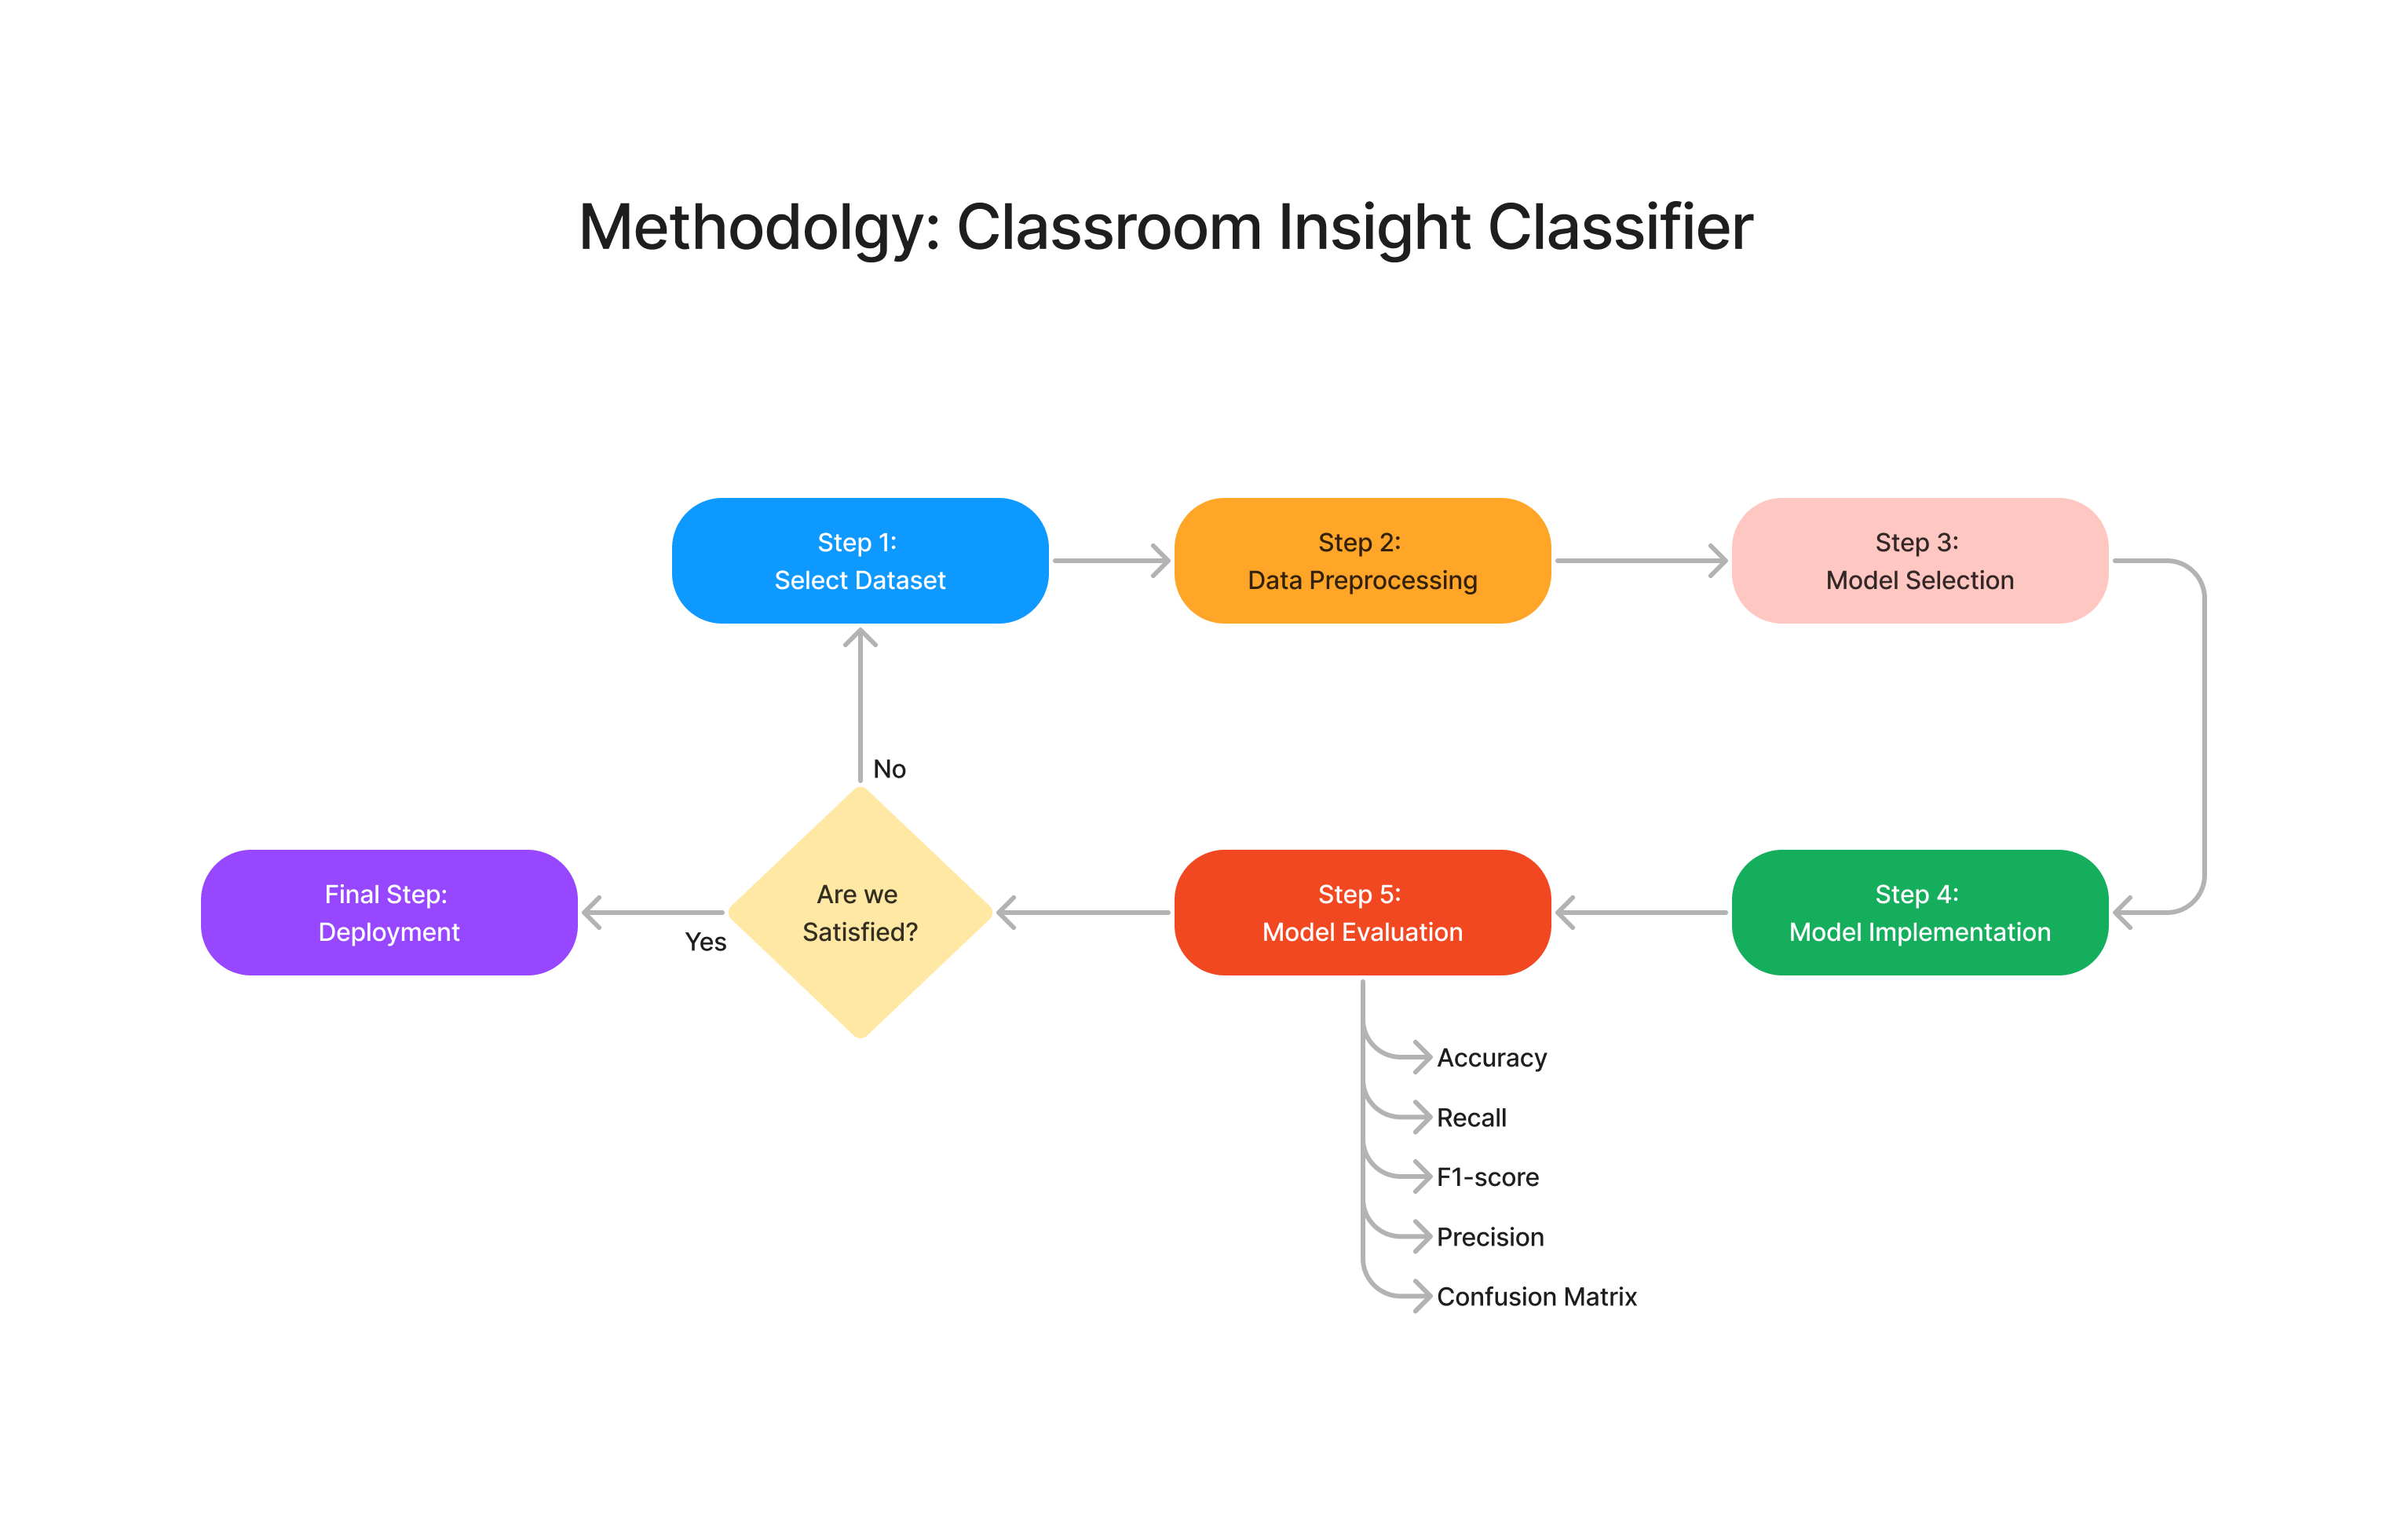 Methodolgy: Classroom Insight Classifier
Step 1:
Select Dataset
Step 2:
Data Preprocessing
Step 3:
Model Selection
No
Final Step:
Deployment
Yes
Are we
Satisfied?
Step 5:
Model Evaluation
Step 4:
Model Implementation
Accuracy
Recall
F1-score
Precision
Confusion Matrix